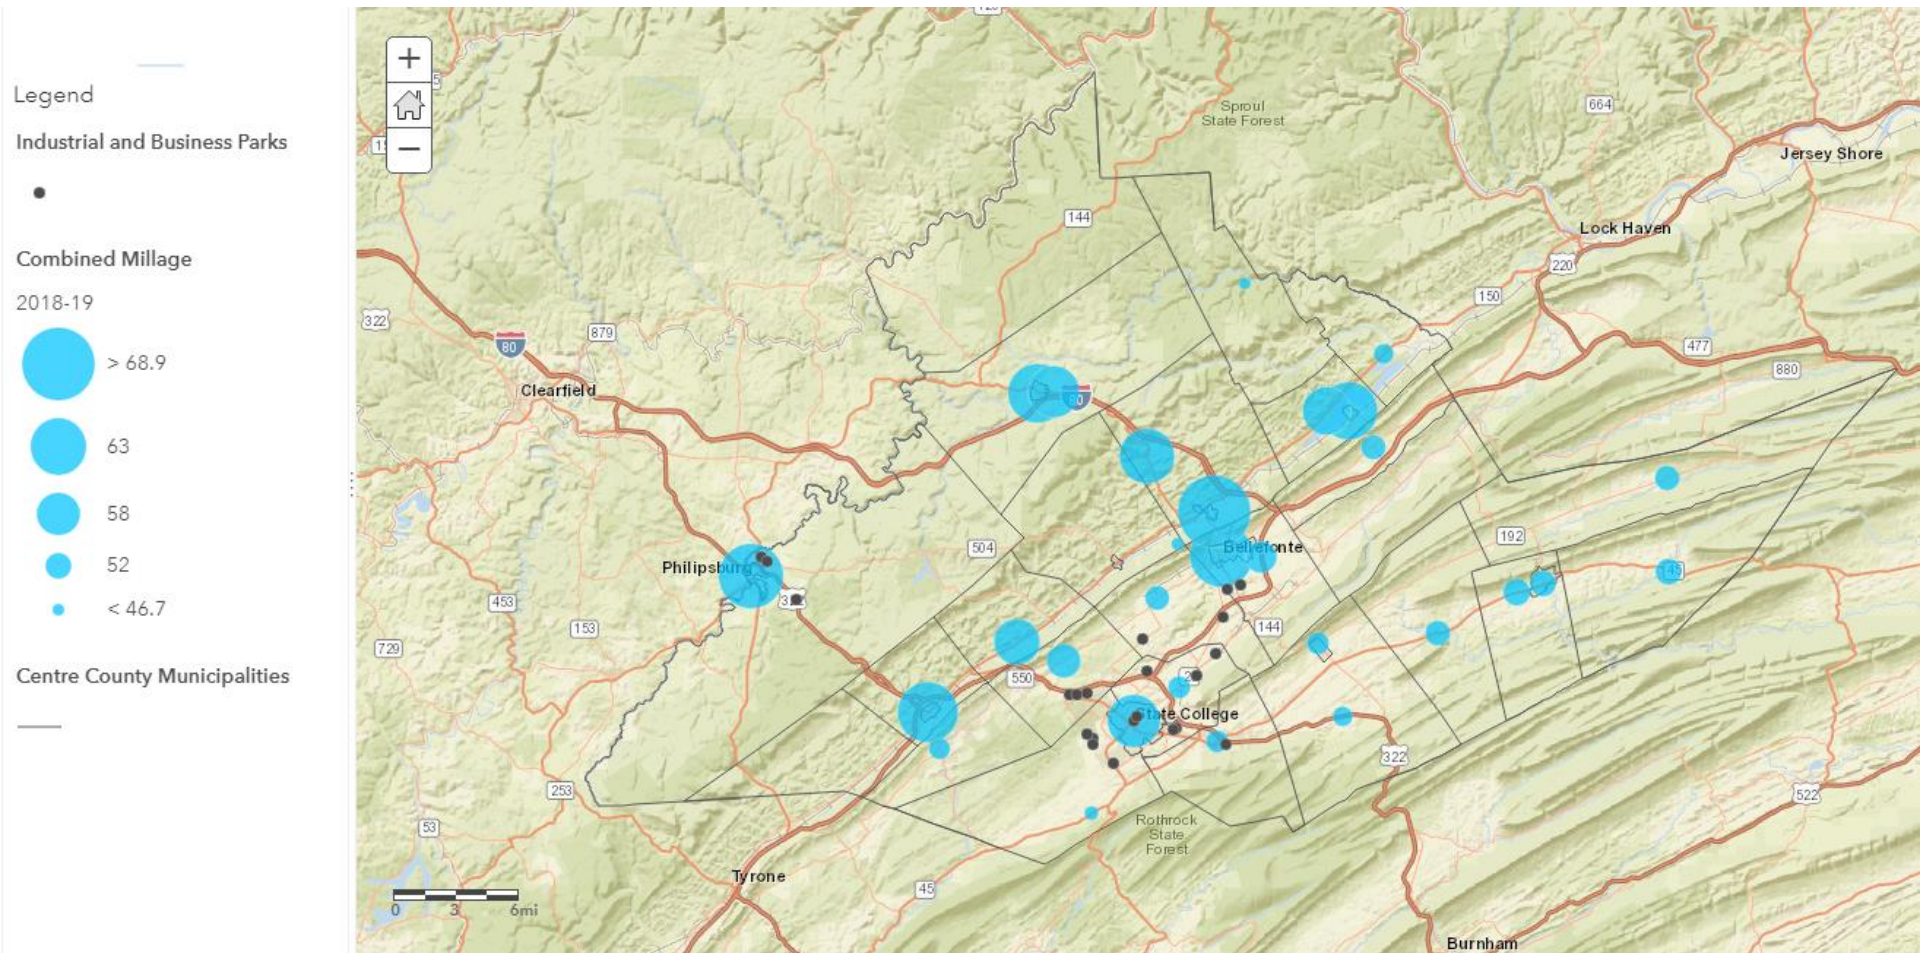 Legend
Industrial and Business Parks
Combined Millage
2018-19
> 68.9
63
58
52
< 46.7
Centre County Municipalities
+
−
Sproul
State Forest
664
Jersey Shore
144
Lock Haven
220
150
322
879
80
477
880
Clearfield
80
192
504
Bellefonte
Philipsburg
453
153
144
729
550
State College
322
253
522
53
Rothrock
State
Forest
Tyrone
45
0 3 6mi
Burnham